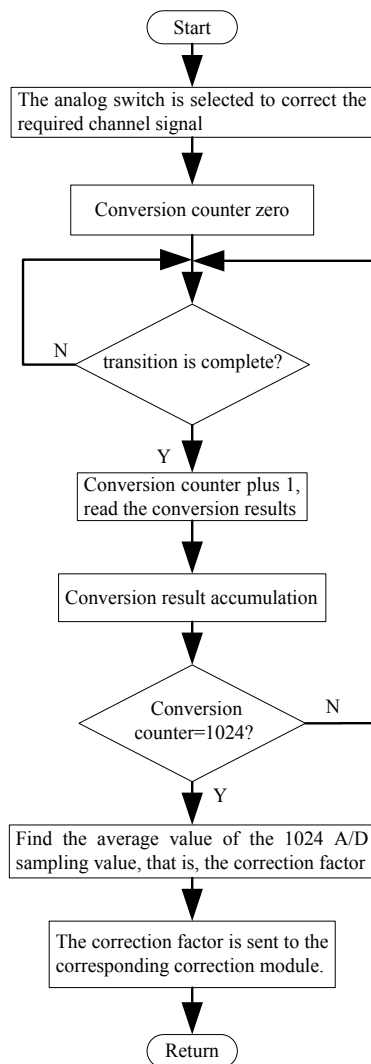 Start
The analog switch is selected to correct the
required channel signal
Conversion counter zero
N
transition is complete?
Y
Conversion counter plus 1,
read the conversion results
Conversion result accumulation
N
Conversion
counter=1024?
Y
Find the average value of the 1024 A/D
sampling value, that is, the correction factor
The correction factor is sent to the
corresponding correction module.
Return